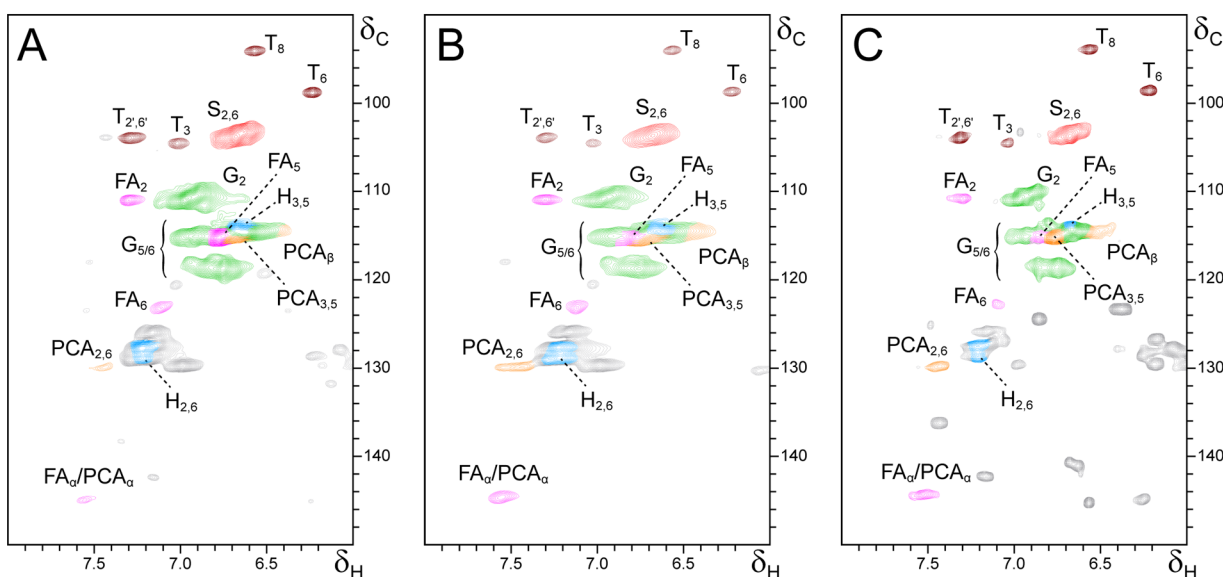 A
δC
T8
T6
100
T2',6'
T3
S2,6
FA5
FA2
G2
H3,5
110
G5/6
PCAβ
120
FA6
PCA3,5
PCA2,6
130
H2,6
140
FAα/PCAα
7.5
7.0
6.5
δH
B
δC
T8
T6
100
T2',6'
T3
S2,6
FA5
FA2
G2
H3,5
110
G5/6
PCAβ
120
FA6
PCA3,5
PCA2,6
130
H2,6
140
FAα/PCAα
7.5
7.0
6.5
δH
C
δC
T8
T6
100
T2',6'
T3
S2,6
FA5
FA2
G2
H3,5
110
G5/6
PCAβ
120
FA6
PCA3,5
PCA2,6
130
H2,6
140
FAα/PCAα
7.5
7.0
6.5
δH